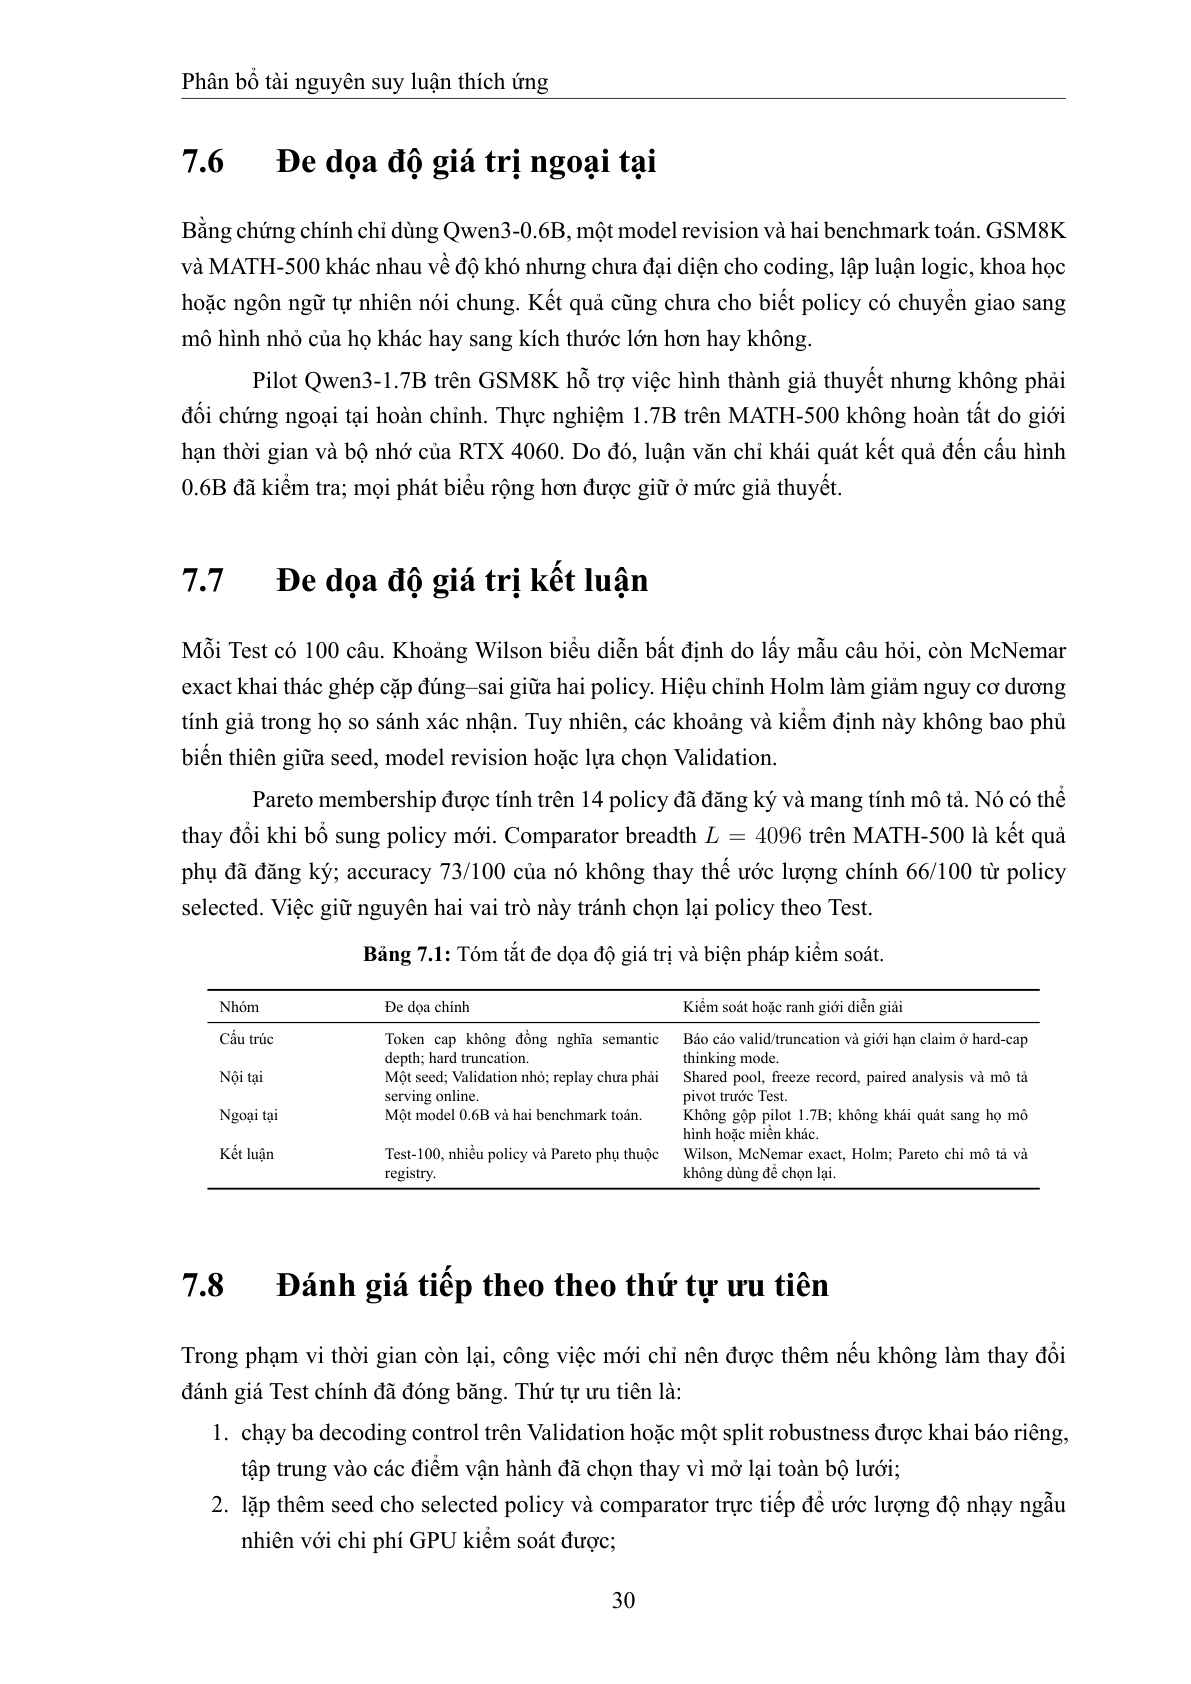 Phân bổ tài nguyên suy luận thích ứng
7.6 Đe dọa độ giá trị ngoại tại
Bằng chứng chính chỉ dùng Qwen3-0.6B, một model revision và hai benchmark toán. GSM8K
và MATH-500 khác nhau về độ khó nhưng chưa đại diện cho coding, lập luận logic, khoa học
hoặc ngôn ngữ tự nhiên nói chung. Kết quả cũng chưa cho biết policy có chuyển giao sang
mô hình nhỏ của họ khác hay sang kích thước lớn hơn hay không.
Pilot Qwen3-1.7B trên GSM8K hỗ trợ việc hình thành giả thuyết nhưng không phải
đối chứng ngoại tại hoàn chỉnh. Thực nghiệm 1.7B trên MATH-500 không hoàn tất do giới
hạn thời gian và bộ nhớ của RTX 4060. Do đó, luận văn chỉ khái quát kết quả đến cấu hình
0.6B đã kiểm tra; mọi phát biểu rộng hơn được giữ ở mức giả thuyết.
7.7 Đe dọa độ giá trị kết luận
Mỗi Test có 100 câu. Khoảng Wilson biểu diễn bất định do lấy mẫu câu hỏi, còn McNemar
exact khai thác ghép cặp đúng–sai giữa hai policy. Hiệu chỉnh Holm làm giảm nguy cơ dương
tính giả trong họ so sánh xác nhận. Tuy nhiên, các khoảng và kiểm định này không bao phủ
biến thiên giữa seed, model revision hoặc lựa chọn Validation.
Pareto membership được tính trên 14 policy đã đăng ký và mang tính mô tả. Nó có thể
thay đổi khi bổ sung policy mới. Comparator breadth L = 4096 trên MATH-500 là kết quả
phụ đã đăng ký; accuracy 73/100 của nó không thay thế ước lượng chính 66/100 từ policy
selected. Việc giữ nguyên hai vai trò này tránh chọn lại policy theo Test.
Bảng 7.1: Tóm tắt đe dọa độ giá trị và biện pháp kiểm soát.
Nhóm Đe dọa chính Kiểm soát hoặc ranh giới diễn giải
Cấu trúc Token cap không đồng nghĩa semantic Báo cáo valid/truncation và giới hạn claim ở hard-cap
depth; hard truncation. thinking mode.
Nội tại Một seed; Validation nhỏ; replay chưa phải Shared pool, freeze record, paired analysis và mô tả
serving online. pivot trước Test.
Ngoại tại Một model 0.6B và hai benchmark toán. Không gộp pilot 1.7B; không khái quát sang họ mô
hình hoặc miền khác.
Kết luận Test-100, nhiều policy và Pareto phụ thuộc Wilson, McNemar exact, Holm; Pareto chỉ mô tả và
registry. không dùng để chọn lại.
7.8 Đánh giá tiếp theo theo thứ tự ưu tiên
Trong phạm vi thời gian còn lại, công việc mới chỉ nên được thêm nếu không làm thay đổi
đánh giá Test chính đã đóng băng. Thứ tự ưu tiên là:
1. chạy ba decoding control trên Validation hoặc một split robustness được khai báo riêng,
tập trung vào các điểm vận hành đã chọn thay vì mở lại toàn bộ lưới;
2. lặp thêm seed cho selected policy và comparator trực tiếp để ước lượng độ nhạy ngẫu
nhiên với chi phí GPU kiểm soát được;
30